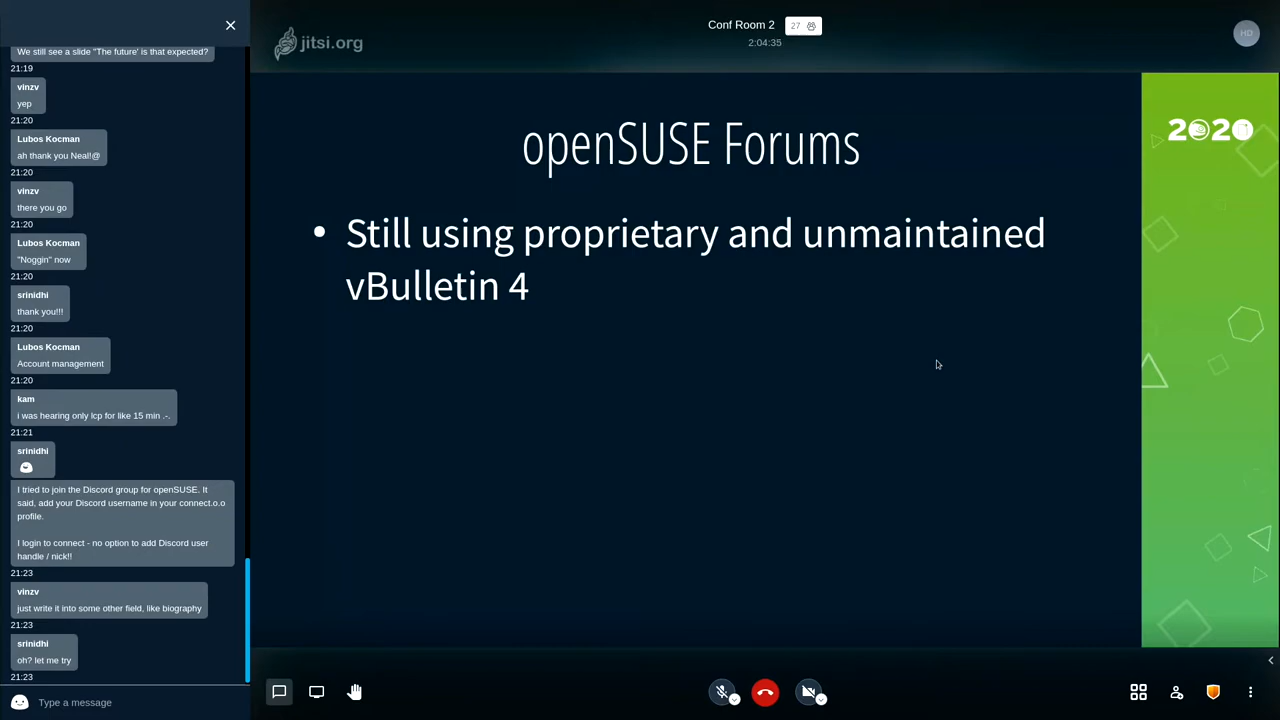 We still see a slide "The future' is that expected?
21:19
vinzv
yep
21:20
Lubos Kocman
ah thank you Neal!@
21:20
vinzv
there you go
21:20
Lubos Kocman
"Noggin" now
21:20
srinidhi
thank you!!!
21:20
Lubos Kocman
Account management
21:20
kam
i was hearing only lcp for like 15 min .-.
21:21
srinidhi
I tried to join the Discord group for openSUSE. It
said, add your Discord username in your connect.o.o
profile.
I login to connect - no option to add Discord user
handle / nick!!
21:23
vinzv
just write it into some other field, like biography
21:23
srinidhi
oh? let me try
21:23
Type a message
jitsi.org
Conf Room 2
27
2:04:35
HD
openSUSE Forums
• Still using proprietary and unmaintained
vBulletin 4
2020